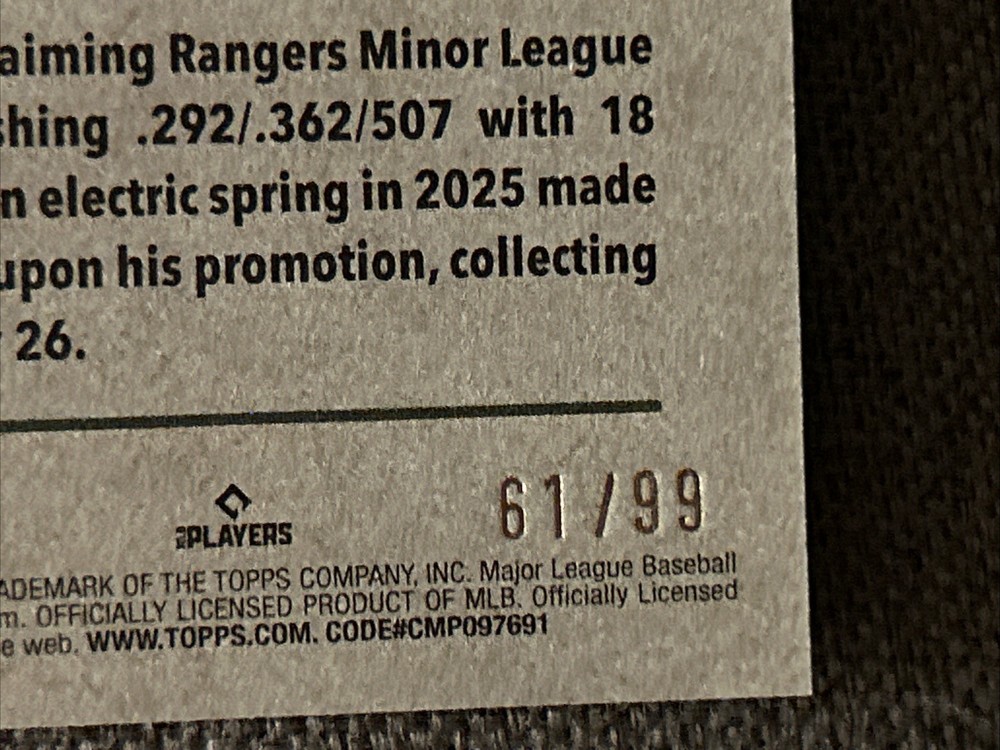 aiming Rangers Minor League
shing .292/.362/507 with 18
n electric spring in 2025 made
upon his promotion, collecting
26.
61/99
PLAYERS
ADEMARK OF THE TOPPS COMPANY, INC. Major League Baseball
m. OFFICIALLY LICENSED PRODUCT OF MLB. Officially Licensed
e web. WWW.TOPPS.COM. CODE#CMP097691